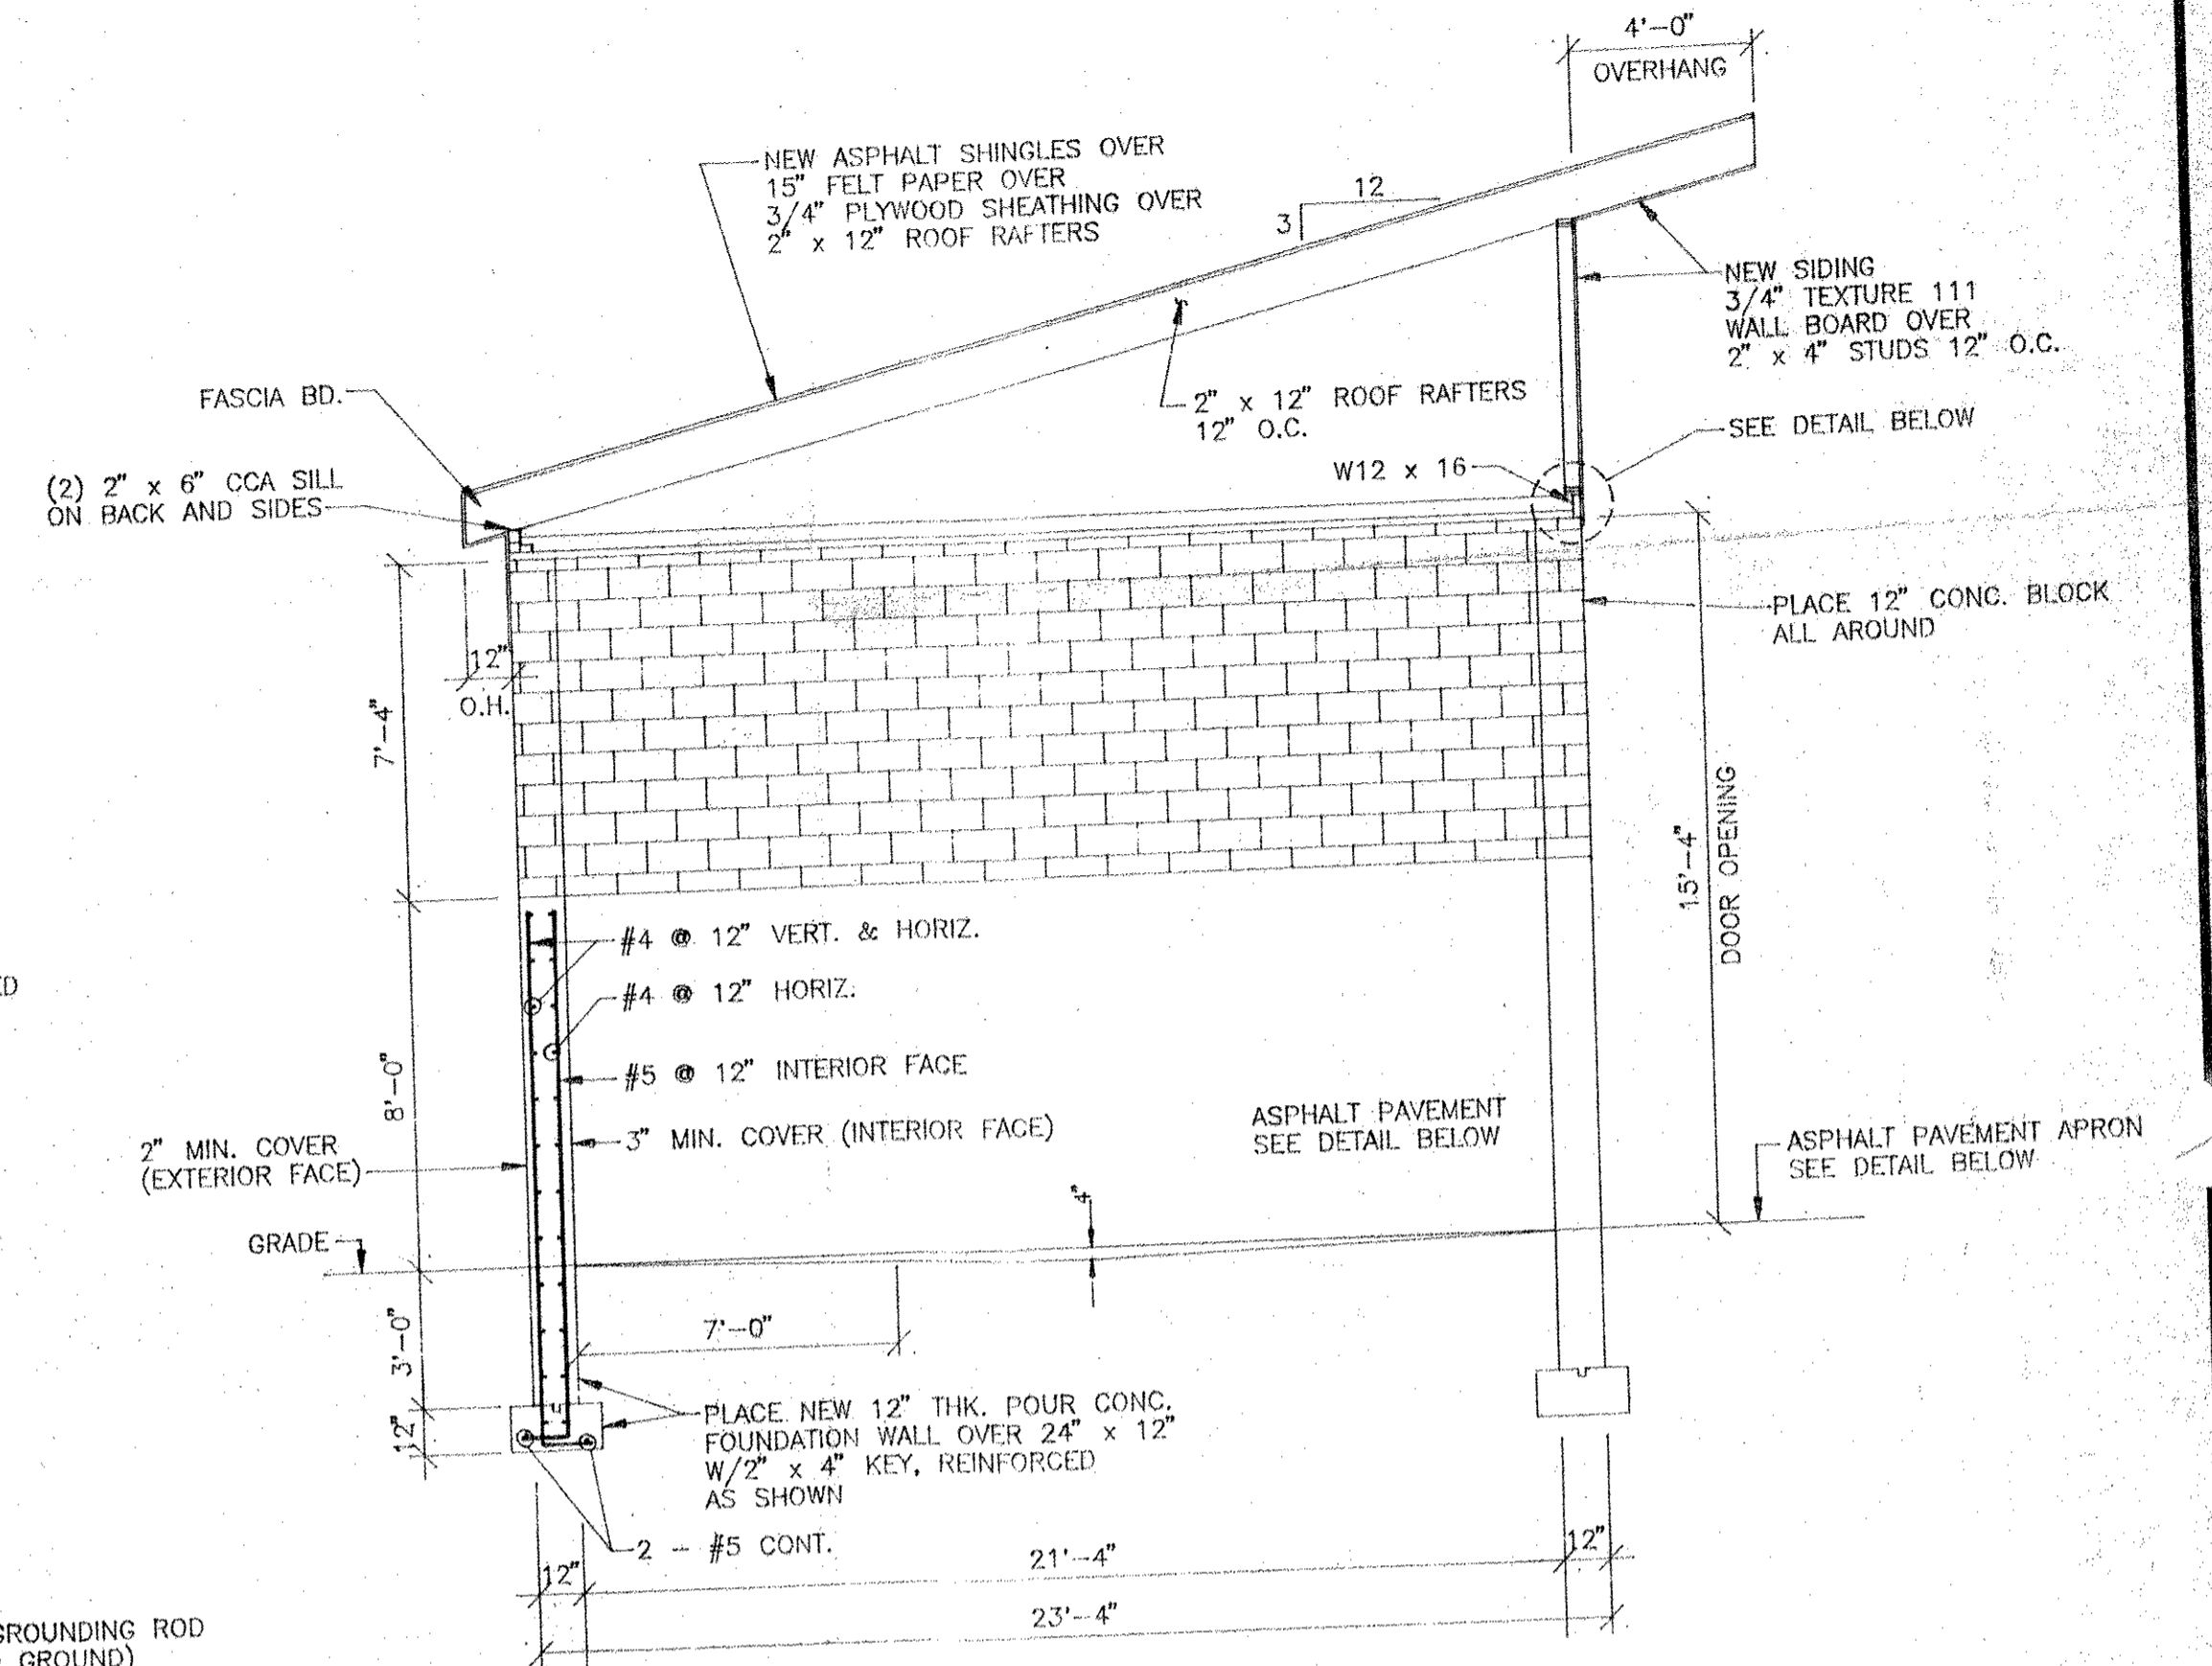 4'-0"
OVERHANG
NEW ASPHALT SHINGLES OVER
15" FELT PAPER OVER
3/4" PLYWOOD SHEATHING OVER
2" x 12" ROOF RAFTERS
12
3
NEW SIDING
3/4" TEXTURE 111
WALL BOARD OVER
2" x 4" STUDS 12" O.C.
FASCIA BD.
2" x 12" ROOF RAFTERS
12" O.C.
SEE DETAIL BELOW
W12 x 16
(2) 2" x 6" CCA SILL
ON BACK AND SIDES
PLACE 12" CONC. BLOCK
ALL AROUND
12"
O.H.
7'-4"
15'-4"
DOOR OPENING
#4 @ 12" VERT. & HORIZ.
#4 @ 12" HORIZ.
#5 @ 12" INTERIOR FACE
8'-0"
3" MIN. COVER (INTERIOR FACE)
ASPHALT PAVEMENT
SEE DETAIL BELOW
ASPHALT PAVEMENT APRON
SEE DETAIL BELOW
2" MIN. COVER
(EXTERIOR FACE)
4"
GRADE
7'-0"
3'-0"
12"
PLACE NEW 12" THK. POUR CONC.
FOUNDATION WALL OVER 24" x 12"
W/2" x 4" KEY, REINFORCED
AS SHOWN
2 - #5 CONT.
12"
21'-4"
12"
23'-4"
GROUNDING ROD
GROUND)